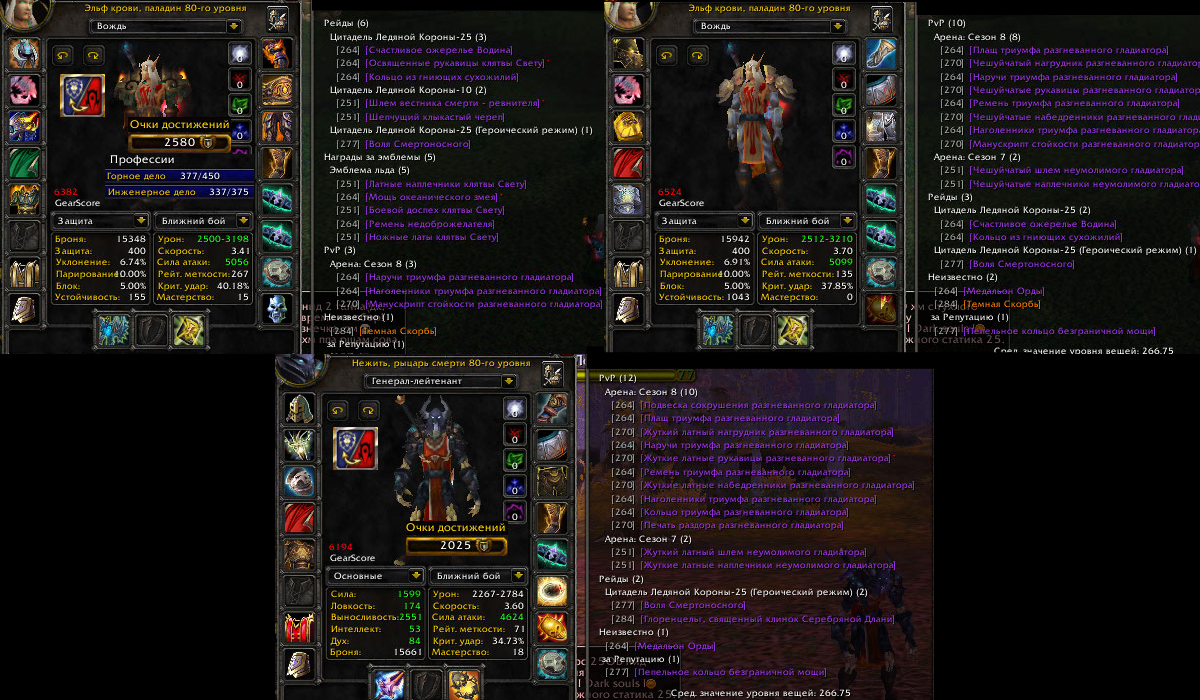 Эльф крови, паладин 80-го уровня
Вождь
Очки достижений
2580
Профессии
Горное дело 377/450
Инженерное дело 337/375
6382
GearScore
Защита
Броня: 15348
Защита: 400
Уклонение: 6.74%
Парирование: 10.00%
Блок: 5.00%
Устойчивость: 155
Ближний бой
Урон: 2500-3198
Скорость: 3.41
Сила атаки: 5056
Рейт. меткости: 267
Крит. удар: 40.18%
Мастерство: 15
Рейды (6)
Цитадель Ледяной Короны-25 (3)
[264] [Счастливое ожерелье Водина]
[264] [Освященные рукавицы клятвы Свету]
[264] [Кольцо из гниющих сухожилий]
Цитадель Ледяной Короны-10 (2)
[251] [Шлем вестника смерти - ревнителя]
[251] [Шепчущий клыкастый череп]
Цитадель Ледяной Короны-25 (Героический режим) (1)
[277] [Воля Смертоносного]
Награды за эмблемы (5)
Эмблема льда (5)
[251] [Латные наплечники клятвы Свету]
[264] [Мощь океанического змея]
[251] [Боевой доспех клятвы Свету]
[264] [Ремень недоброжелателя]
[251] [Ножные латы клятвы Свету]
PvP (3)
Арена: Сезон 8 (3)
[264] [Наручи триумфа разгневанного гладиатора]
[264] [Наголенники триумфа разгневанного гладиатора]
[270] [Манускрипт стойкости разгневанного гладиатора]
Неизвестно (1)
[284] [Темная Скорбь]
за Репутацию (1)
Эльф крови, паладин 80-го уровня
Вождь
6524
GearScore
Защита
Броня: 15942
Защита: 400
Уклонение: 6.91%
Парирование: 10.00%
Блок: 5.00%
Устойчивость: 1043
Ближний бой
Урон: 2512-3210
Скорость: 3.70
Сила атаки: 5099
Рейт. меткости: 135
Крит. удар: 37.85%
Мастерство: 0
PvP (10)
Арена: Сезон 8 (8)
[264] [Плащ триумфа разгневанного гладиатора]
[270] [Чешуйчатый нагрудник разгневанного гладиатор
[264] [Наручи триумфа разгневанного гладиатора]
[270] [Чешуйчатые рукавицы разгневанного гладиатор
[264] [Ремень триумфа разгневанного гладиатора]
[270] [Чешуйчатые набедренники разгневанного
[264] [Наголенники триумфа разгневанного гладиатор
[270] [Манускрипт стойкости разгневанного гладиатор
Арена: Сезон 7 (2)
[251] [Чешуйчатый шлем неумолимого гладиатора]
[251] [Чешуйчатые наплечники неумолимого гладиатор
Рейды (3)
Цитадель Ледяной Короны-25 (2)
[264] [Счастливое ожерелье Водина]
[264] [Кольцо из гниющих сухожилий]
Цитадель Ледяной Короны-25 (Героический режим) (1)
[277] [Воля Смертоносного]
Неизвестно (2)
[264] [Медальон Орды]
[284] [Темная Скорбь]
за Репутацию (1)
[277] [Пепельное кольцо безграничной мощи]
Сред. значение уровня вещей: 266.75
Нежить, рыцарь смерти 80-го уровня
Генерал-лейтенант
Очки достижений
2025
6194
GearScore
Основные
Сила: 1599
Ловкость: 174
Выносливость: 2551
Интеллект: 53
Дух: 84
Броня: 15661
Ближний бой
Урон: 2267-2784
Скорость: 3.60
Сила атаки: 4624
Рейт. меткости: 71
Крит. удар: 34.73%
Мастерство: 18
PvP (12)
Арена: Сезон 8 (10)
[264] [Подвеска сокрушения разгневанного гладиатора]
[264] [Плащ триумфа разгневанного гладиатора]
[270] [Жуткий латный нагрудник разгневанного гладиатора]
[264] [Наручи триумфа разгневанного гладиатора]
[270] [Жуткие латные рукавицы разгневанного гладиатора]
[264] [Ремень триумфа разгневанного гладиатора]
[270] [Жуткие латные набедренники разгневанного гладиатора]
[264] [Наголенники триумфа разгневанного гладиатора]
[264] [Кольцо триумфа разгневанного гладиатора]
[270] [Печать раздора разгневанного гладиатора]
Арена: Сезон 7 (2)
[251] [Жуткий латный шлем неумолимого гладиатора]
[251] [Жуткие латные наплечники неумолимого гладиатора]
Рейды (2)
Цитадель Ледяной Короны-25 (Героический режим) (2)
[277] [Воля Смертоносного]
[284] [Глоренцельг, священный клинок Серебряной Длани]
Неизвестно (1)
[264] [Медальон Орды]
за Репутацию (1)
[277] [Пепельное кольцо безграничной мощи]
Dark souls
Сред. значение уровня вещей: 266.75